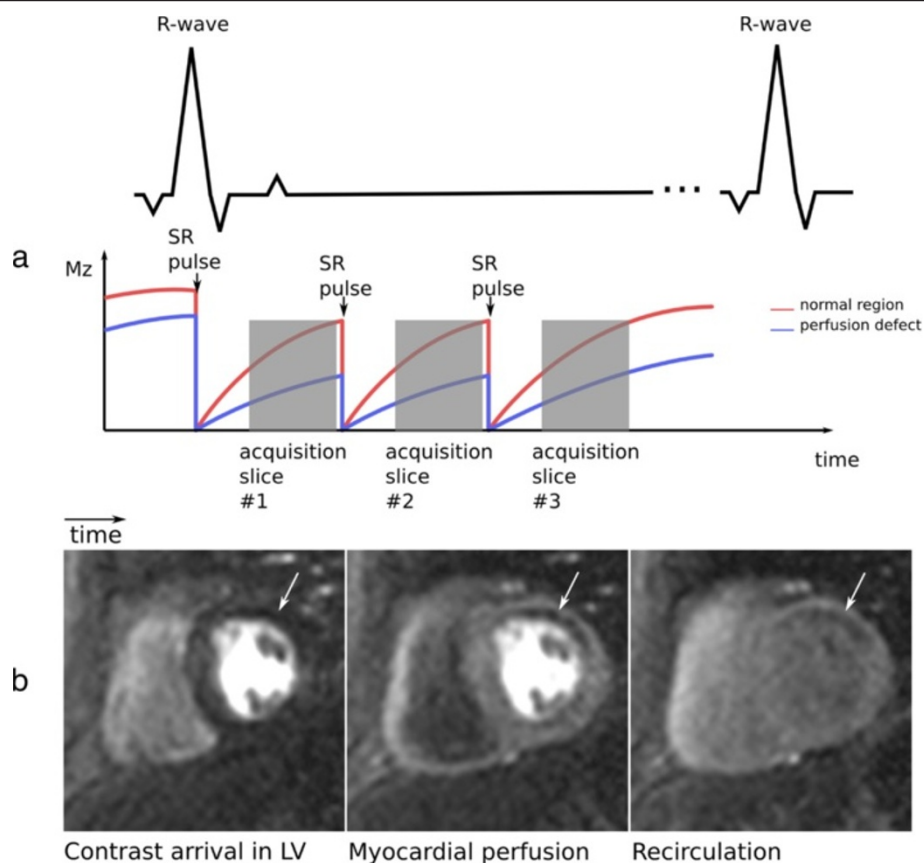 R-wave
R-wave
a
Mz
SR
pulse
SR
pulse
SR
pulse
normal region
perfusion defect
acquisition
slice
#1
acquisition
slice
#2
acquisition
slice
#3
time
time
b
Contrast arrival in LV
Myocardial perfusion
Recirculation